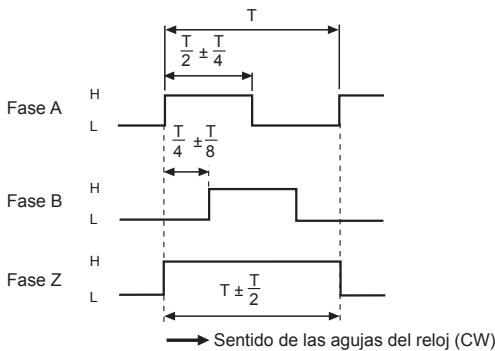 T
T/2 ± T/4
Fase A
H
L
T/4 ± T/8
Fase B
H
L
Fase Z
H
L
T ± T/2
Sentido de las agujas del reloj (CW)